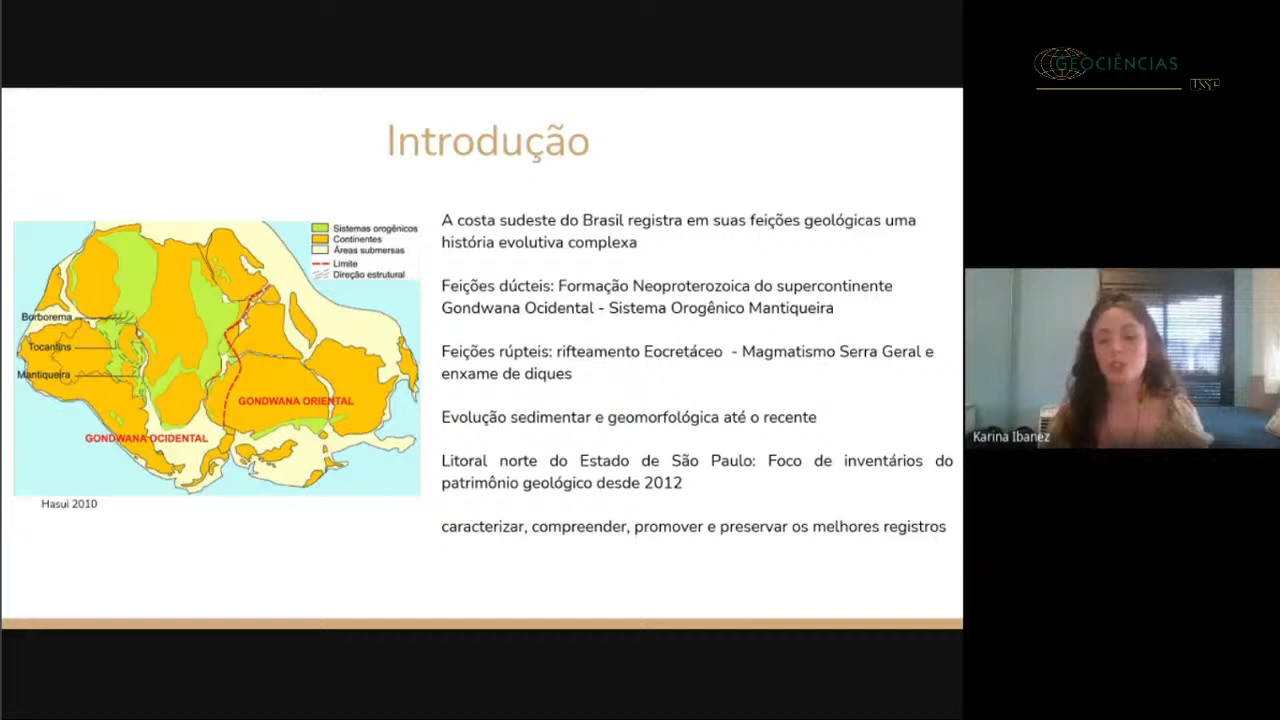 GEOCIÊNCIAS
USP
Introdução
Sistemas orogênicos
Continentes
Áreas submersas
Limite
Direção estrutural
Borborema
Tocantins
Mantiqueira
GONDWANA ORIENTAL
GONDWANA OCIDENTAL
Hasui 2010
A costa sudeste do Brasil registra em suas feições geológicas uma
história evolutiva complexa
Feições dúcteis: Formação Neoproterozoica do supercontinente
Gondwana Ocidental - Sistema Orogênico Mantiqueira
Feições rúpteis: rifteamento Eocretáceo - Magmatismo Serra Geral e
enxame de diques
Evolução sedimentar e geomorfológica até o recente
Litoral norte do Estado de São Paulo: Foco de inventários do
patrimônio geológico desde 2012
caracterizar, compreender, promover e preservar os melhores registros
Karina Ibanez